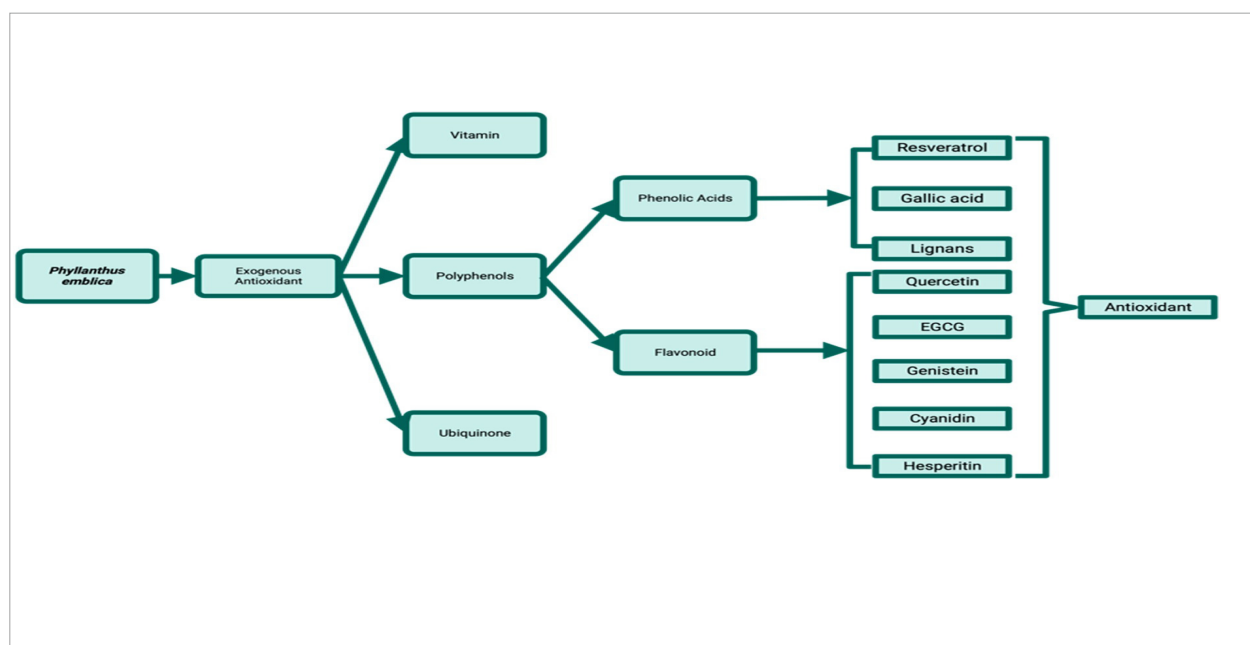 Phyllanthus
emblica
Exogenous
Antioxidant
Vitamin
Polyphenols
Ubiquinone
Phenolic Acids
Flavonoid
Resveratrol
Gallic acid
Lignans
Quercetin
EGCG
Genistein
Cyanidin
Hesperitin
Antioxidant